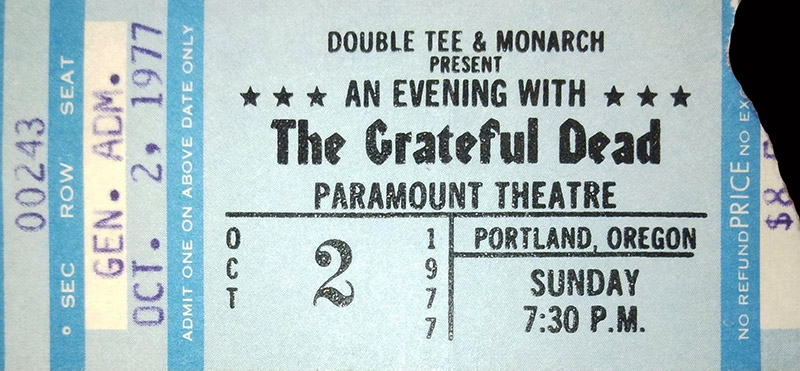 00243
SEC ROW SEAT
GEN. ADM.
OCT. 2, 1977
ADMIT ONE ON ABOVE DATE ONLY
DOUBLE TEE & MONARCH
PRESENT
★ ★ ★ AN EVENING WITH ★ ★ ★
The Grateful Dead
PARAMOUNT THEATRE
OCT 2 1977
PORTLAND, OREGON
SUNDAY
7:30 P.M.
NO REFUND PRICE NO
$8.